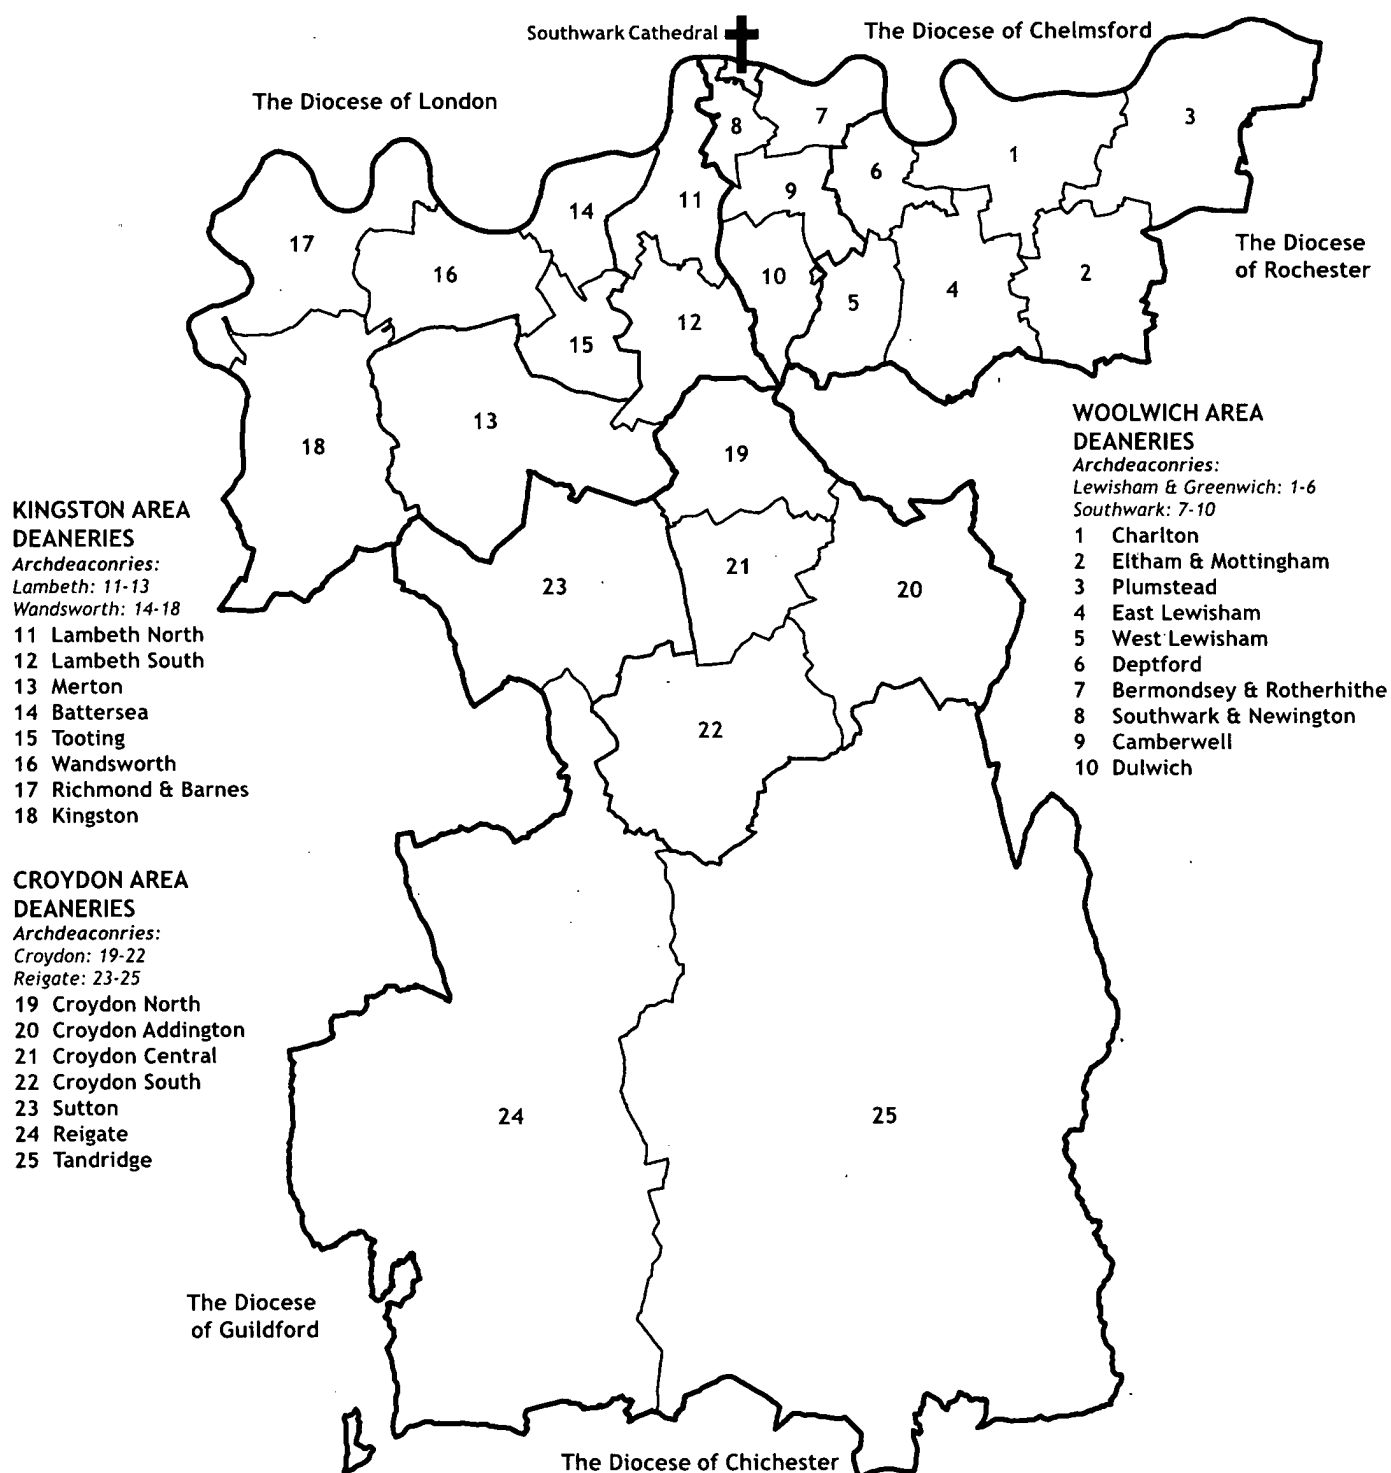 Southwark Cathedral
The Diocese of Chelmsford
The Diocese of London
3
7
8
1
6
9
11
14
17
16
10
2
4
5
12
15
The Diocese
of Rochester
13
18
19
21
23
20
22
24
25
WOOLWICH AREA
DEANERIES
Archdeaconries:
Lewisham & Greenwich: 1-6
Southwark: 7-10
1 Charlton
2 Eltham & Mottingham
3 Plumstead
4 East Lewisham
5 West Lewisham
6 Deptford
7 Bermondsey & Rotherhithe
8 Southwark & Newington
9 Camberwell
10 Dulwich
KINGSTON AREA
DEANERIES
Archdeaconries:
Lambeth: 11-13
Wandsworth: 14-18
11 Lambeth North
12 Lambeth South
13 Merton
14 Battersea
15 Tooting
16 Wandsworth
17 Richmond & Barnes
18 Kingston
CROYDON AREA
DEANERIES
Archdeaconries:
Croydon: 19-22
Reigate: 23-25
19 Croydon North
20 Croydon Addington
21 Croydon Central
22 Croydon South
23 Sutton
24 Reigate
25 Tandridge
The Diocese
of Guildford
The Diocese of Chichester